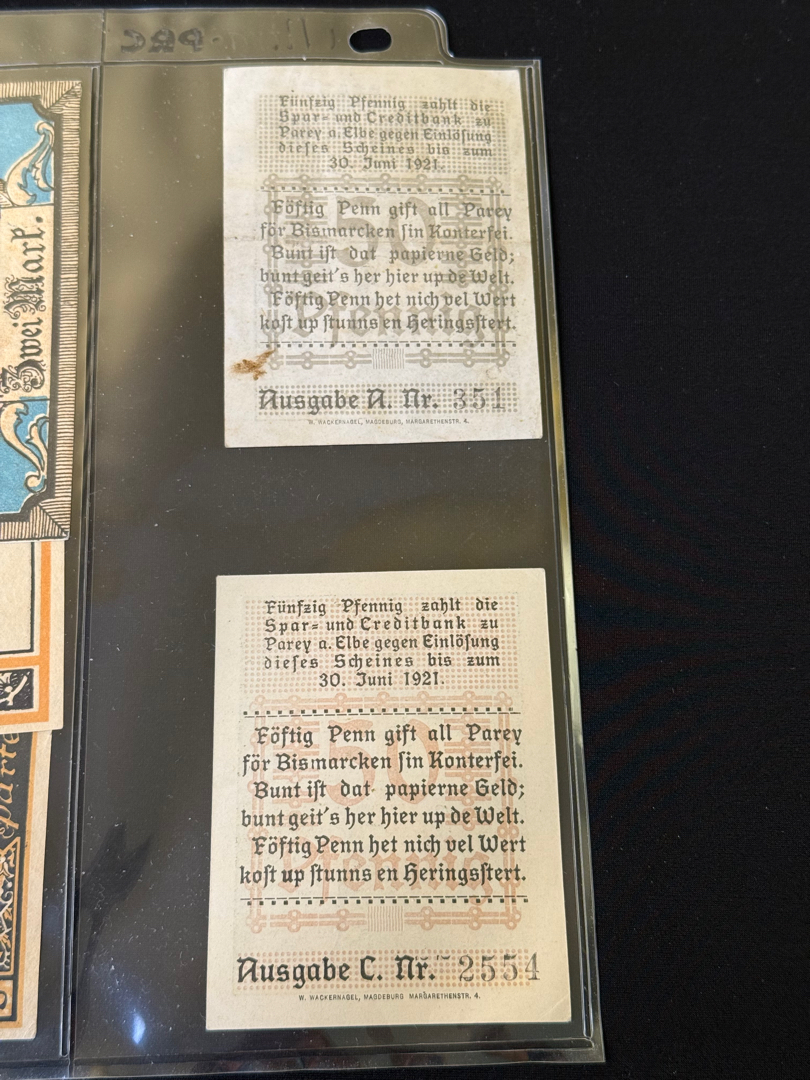 Zwei Mark.
Fünfzig Pfennig zahlt die
Spar= und Creditbank zu
Parey a. Elbe gegen Einlösung
dieses Scheines bis zum
30. Juni 1921.
Föftig Penn gift all Parey
för Bismarcken sin Konterfei.
Bunt ist dat papierne Geld;
bunt geit's her hier up de Welt.
Föftig Penn het nich vel Wert
kost up stunns en Heringsstert.
50
Pfennig
Ausgabe A. Nr. 351
W. WACKERNAGEL, MAGDEBURG, MARGARETHENSTR. 4.
Fünfzig Pfennig zahlt die
Spar= und Creditbank zu
Parey a. Elbe gegen Einlösung
dieses Scheines bis zum
30. Juni 1921.
Föftig Penn gift all Parey
för Bismarcken sin Konterfei.
Bunt ist dat papierne Geld;
bunt geit's her hier up de Welt.
Föftig Penn het nich vel Wert
kost up stunns en Heringsstert.
50
Pfennig
Ausgabe C. Nr. 2554
W. WACKERNAGEL, MAGDEBURG MARGARETHENSTR. 4.